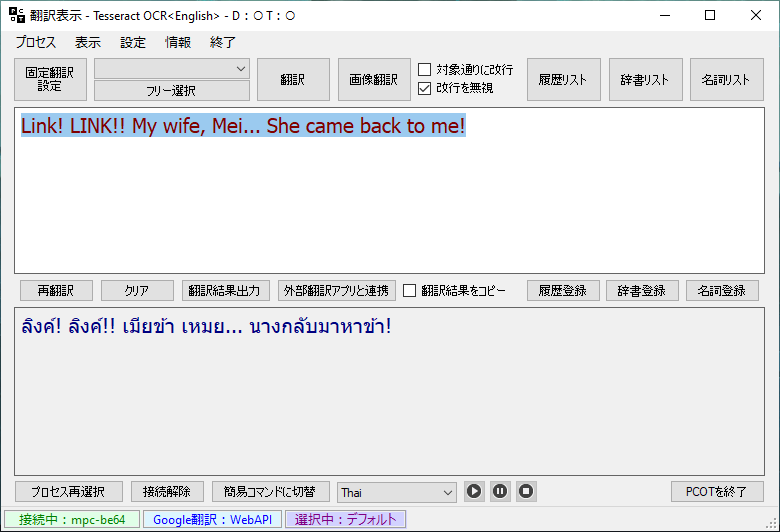 翻訳表示 - Tesseract OCR<English> - D：○ T：○
プロセス 表示 設定 情報 終了
固定翻訳設定
フリー選択
翻訳
画像翻訳
対象通りに改行
改行を無視
履歴リスト
辞書リスト
名詞リスト
Link! LINK!! My wife, Mei... She came back to me!
再翻訳 クリア 翻訳結果出力 外部翻訳アプリと連携 翻訳結果をコピー 履歴登録 辞書登録 名詞登録
ลิงค์! ลิงค์!! เมียข้า เหมย... นางกลับมาหาข้า!
プロセス再選択 接続解除 簡易コマンドに切替 Thai PCOTを終了
接続中：mpc-be64 Google翻訳：WebAPI 選択中：デフォルト